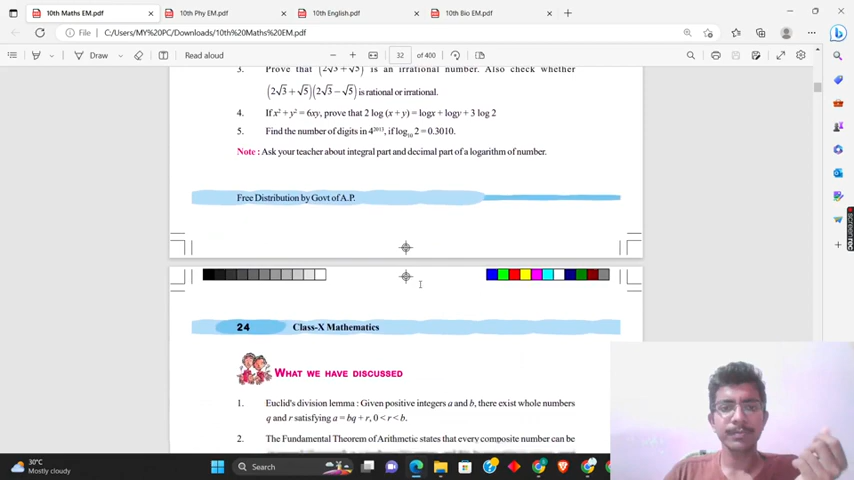 10th Maths EM.pdf
10th Phy EM.pdf
10th English.pdf
10th Bio EM.pdf
File
C:/Users/MY%20PC/Downloads/10th%20Maths%20EM.pdf
Draw
Read aloud
32 of 400
3. Prove that (2√3 + √5) is an irrational number. Also check whether
(2√3 + √5)(2√3 − √5) is rational or irrational.
4. If x² + y² = 6xy, prove that 2 log (x + y) = logx + logy + 3 log 2
5. Find the number of digits in 4²⁰¹³, if log₁₀ 2 = 0.3010.
Note : Ask your teacher about integral part and decimal part of a logarithm of number.
Free Distribution by Govt of A.P.
24 Class-X Mathematics
WHAT WE HAVE DISCUSSED
1. Euclid's division lemma : Given positive integers a and b, there exist whole numbers
q and r satisfying a = bq + r, 0 < r < b.
2. The Fundamental Theorem of Arithmetic states that every composite number can be
screen rec
30°C
Mostly cloudy
Search